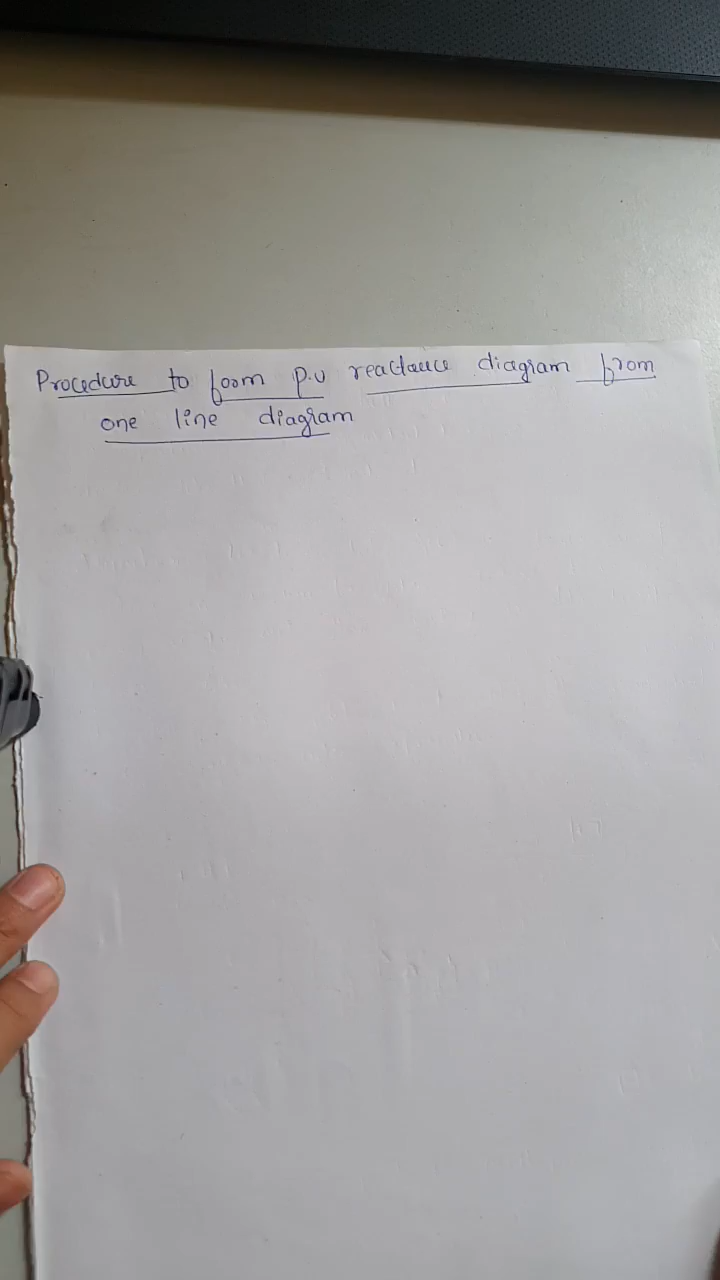 Procedure to form p.u reactance diagram from
one line diagram